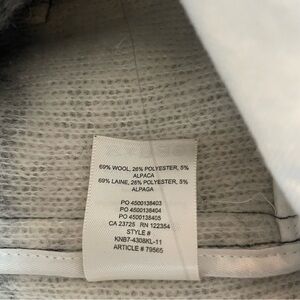 69% WOOL, 26% POLYESTER, 5%
ALPACA
69% LAINE, 26% POLYESTER, 5%
ALPAGA
PO 4500138403
PO 4500138404
PO 4500138405
CA 23725 RN 122354
STYLE #
KNB7-4308KL-11
ARTICLE # 79565